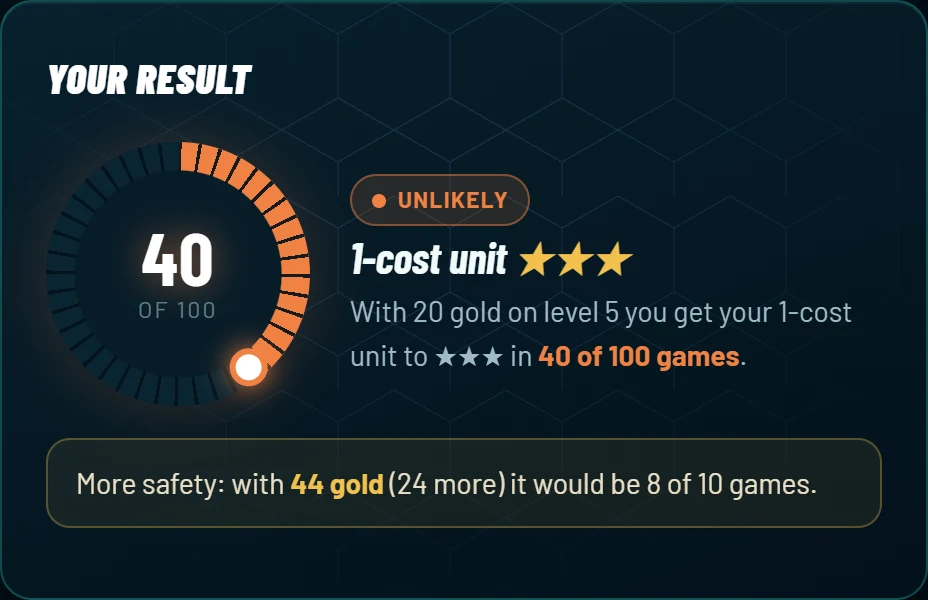 YOUR RESULT
40
OF 100
UNLIKELY
1-cost unit ★★★
With 20 gold on level 5 you get your 1-cost
unit to ★★★ in 40 of 100 games.
More safety: with 44 gold (24 more) it would be 8 of 10 games.